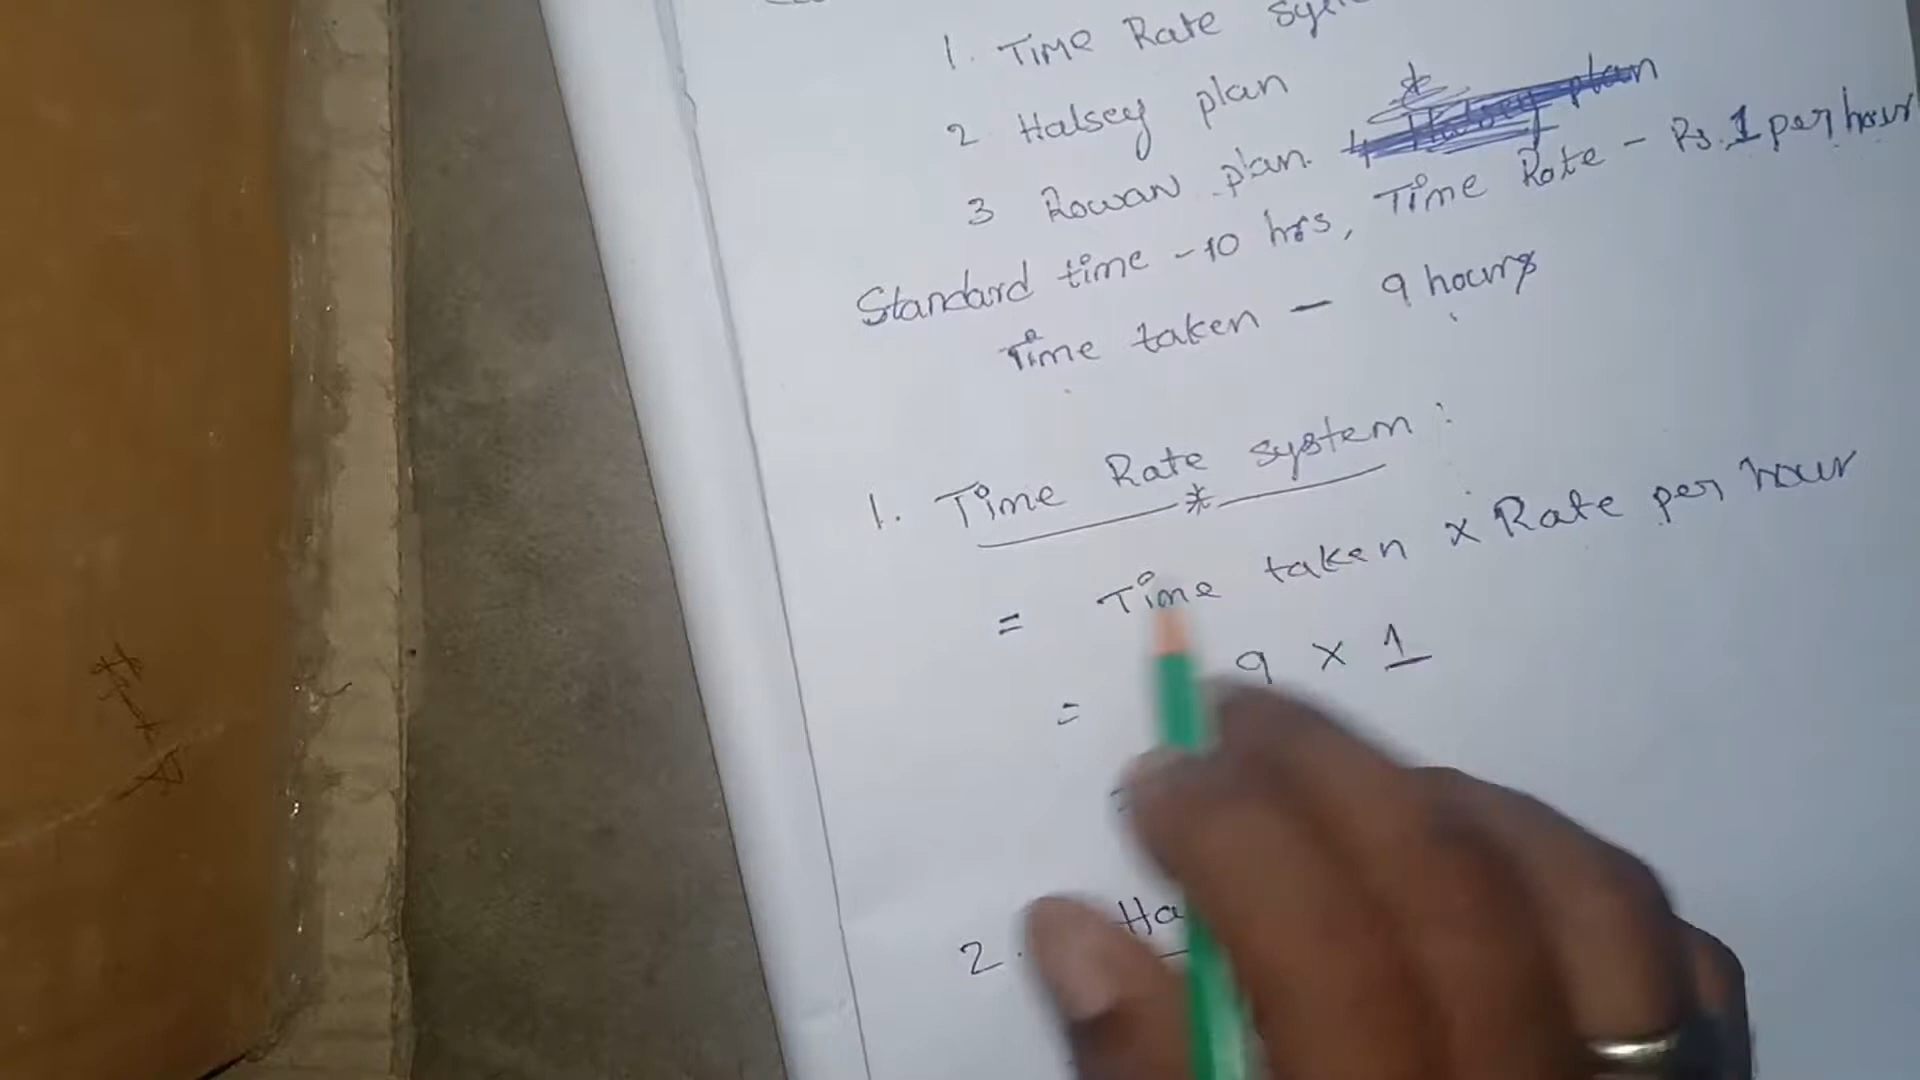 1. Time Rate
2 Halsey plan
3 Rowan plan.
Standard time - 10 hrs, Time Rate - Rs. 1 per hour
Time taken - 9 hours
1. Time Rate system :
= Time taken x Rate per hour
= 9 x 1
=
2. Ha